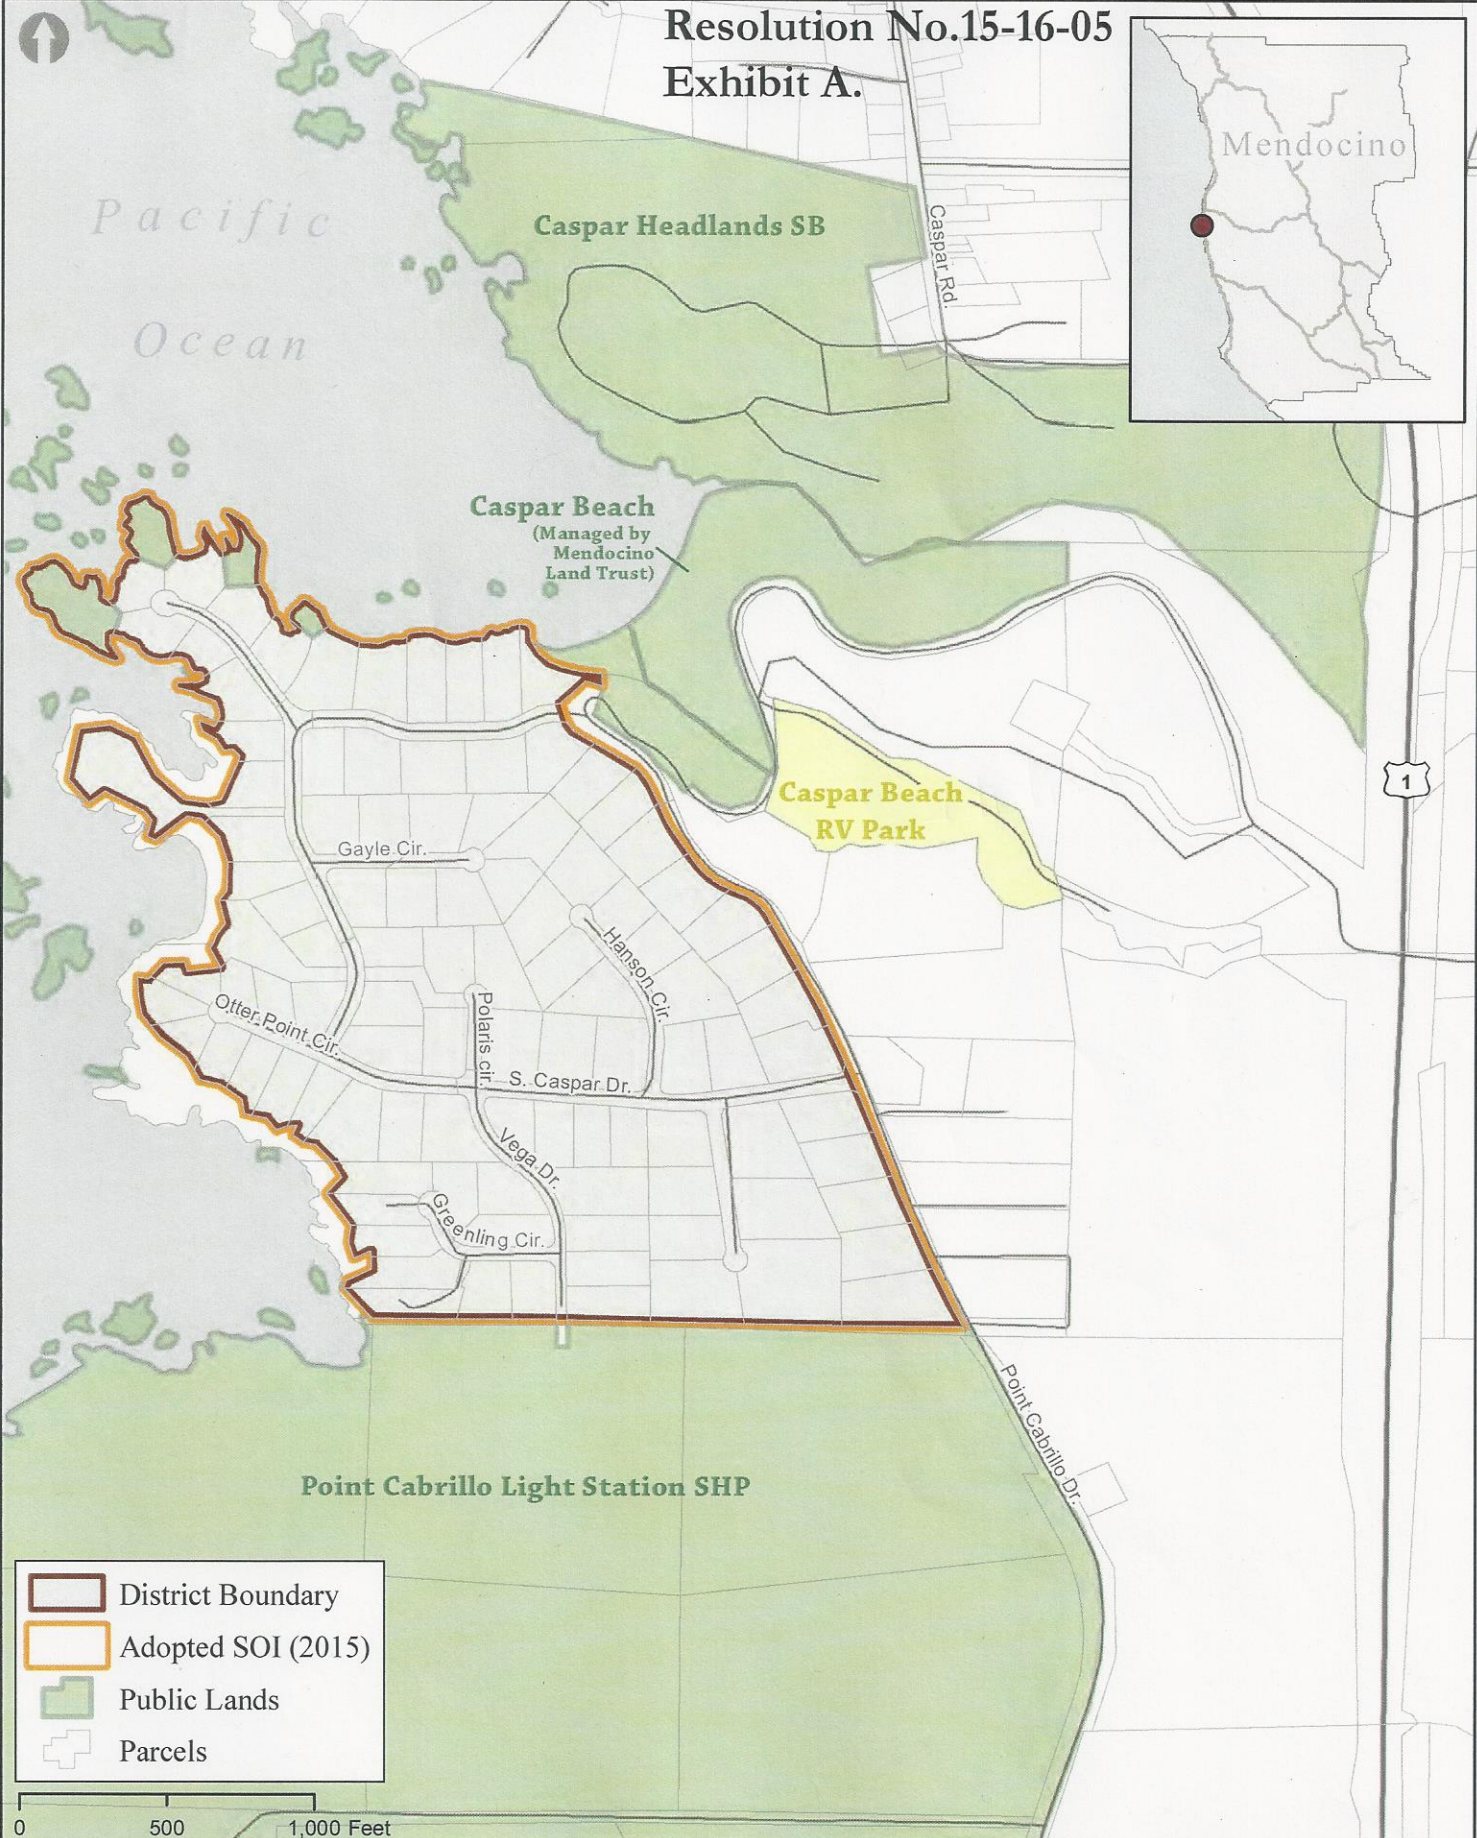 Resolution No.15-16-05
Exhibit A.
Mendocino
Pacific
Ocean
Caspar Headlands SB
Caspar Rd.
Caspar Beach
(Managed by
Mendocino
Land Trust)
1
Caspar Beach
RV Park
Gayle Cir.
Hanson Cir.
Otter Point Cir.
Polaris cir.
S. Caspar Dr.
Vega Dr.
Greenling Cir.
Point Cabrillo Dr.
Point Cabrillo Light Station SHP
District Boundary
Adopted SOI (2015)
Public Lands
Parcels
0 500 1,000 Feet